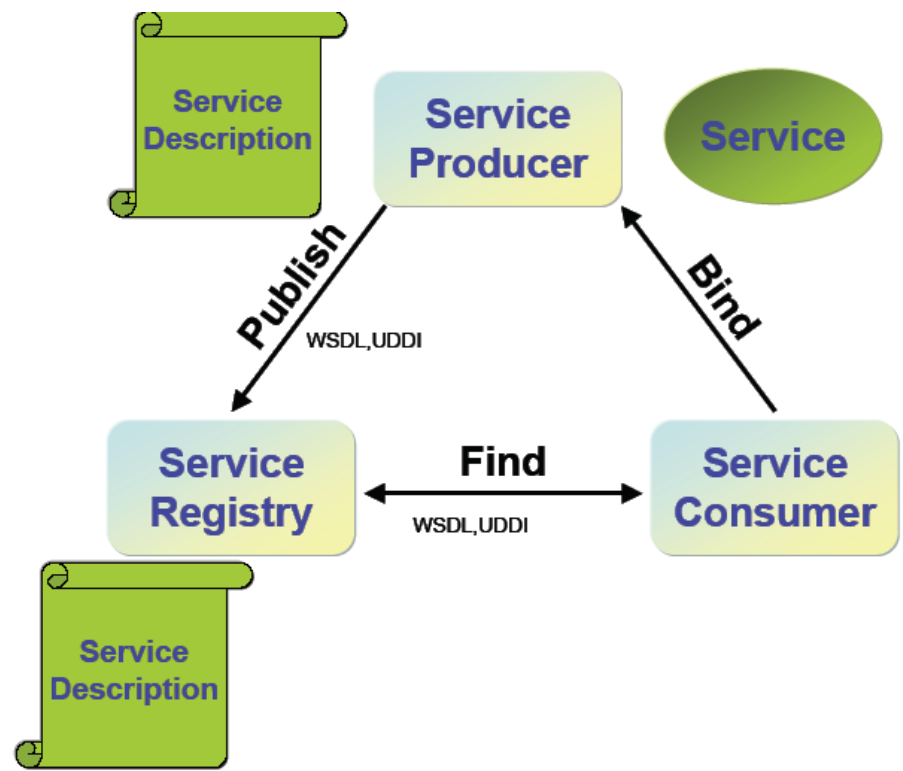 Service
Description
Service
Producer
Service
Publish
Bind
WSDL,UDDI
Service
Registry
Find
WSDL,UDDI
Service
Consumer
Service
Description